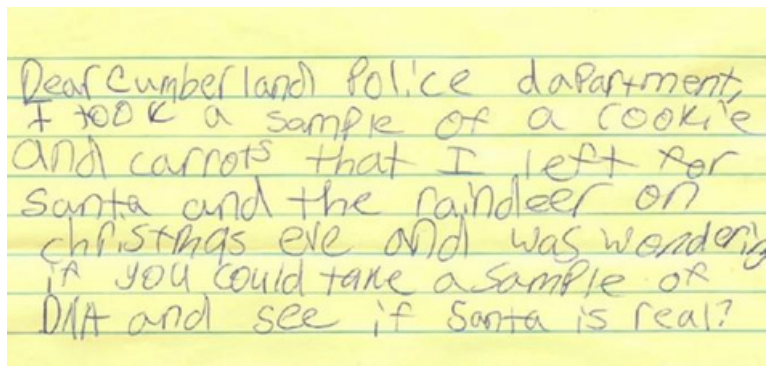 Dear Cumberland Police dapartment,
I took a sample of a cookie
and carrots that I left for
Santa and the raindeer on
christmas eve and was wondering
if you could take a sample of
DNA and see if Santa is real?